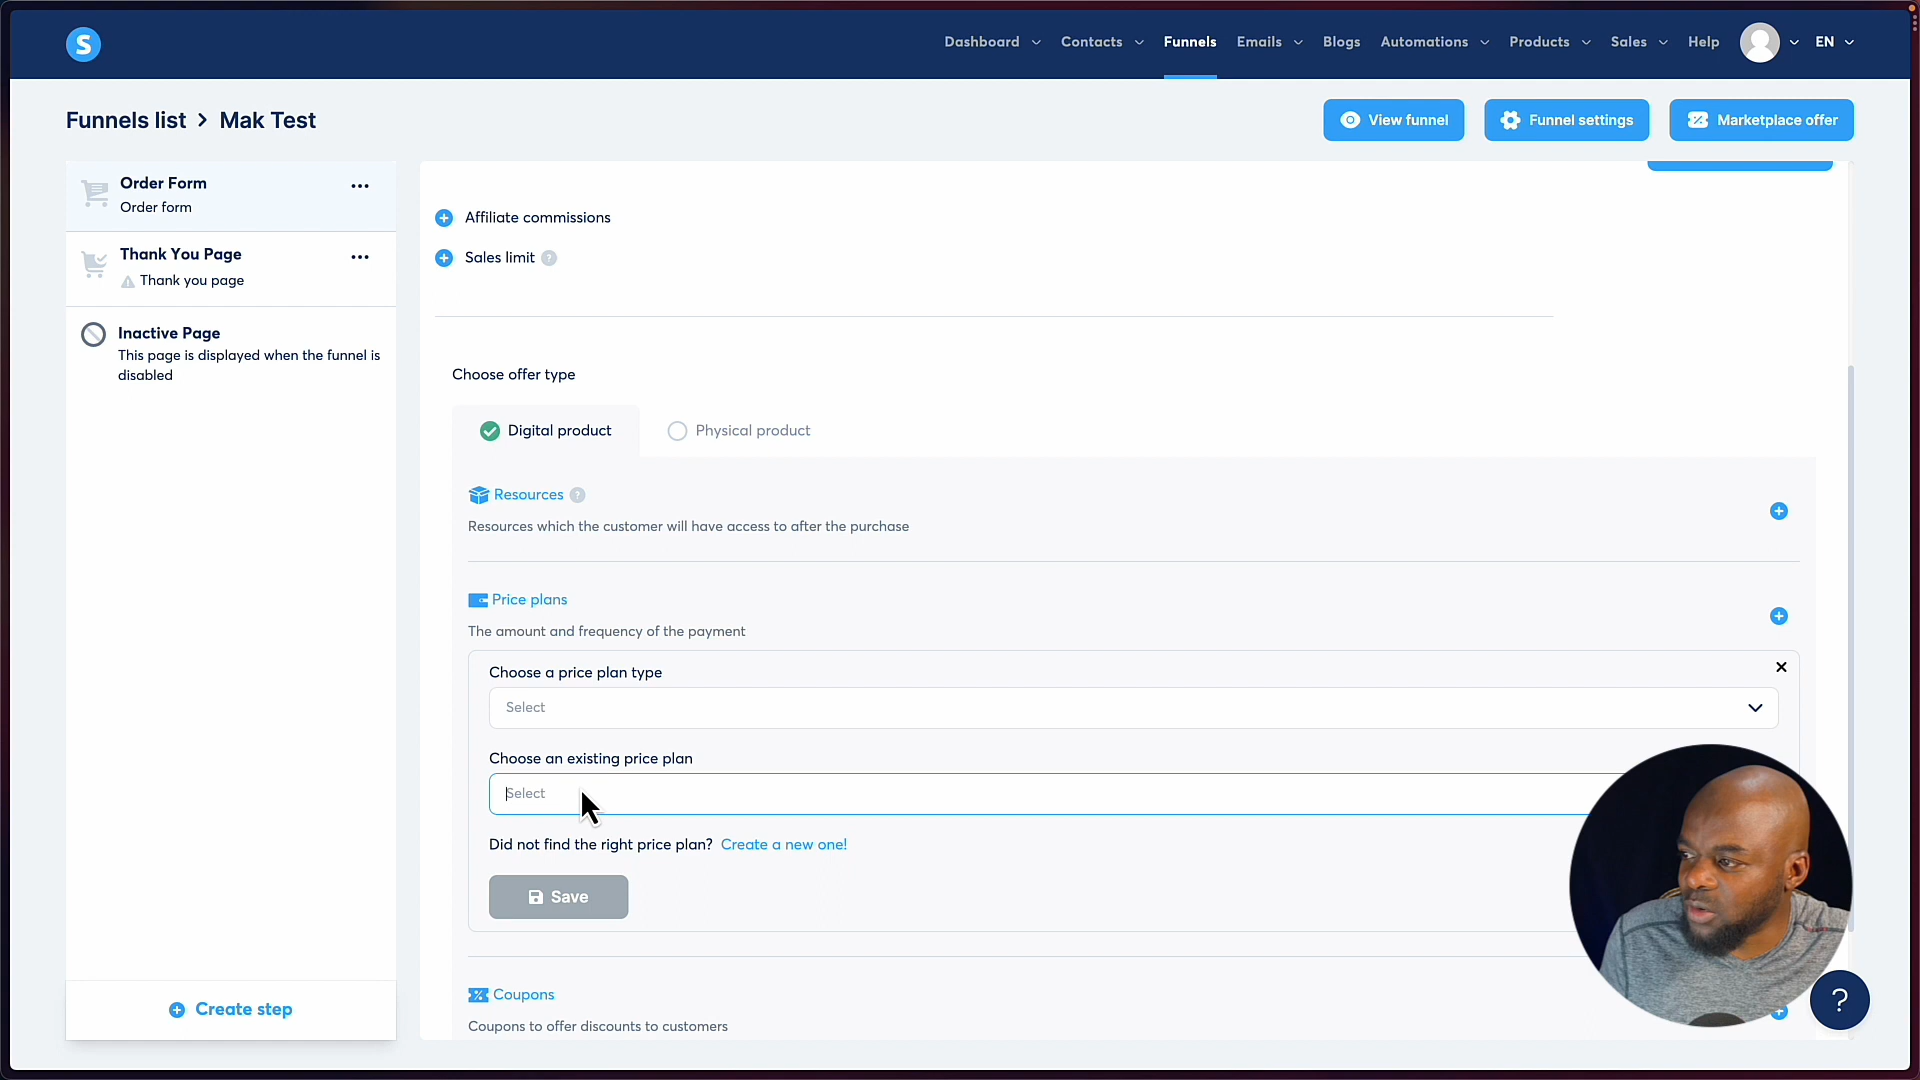 S
Dashboard Contacts Funnels Emails Blogs Automations Products Sales Help EN
Funnels list > Mak Test
View funnel Funnel settings Marketplace offer
Order Form
Order form
Thank You Page
Thank you page
Inactive Page
This page is displayed when the funnel is
disabled
Create step
Affiliate commissions
Sales limit ?
Choose offer type
Digital product Physical product
Resources ?
Resources which the customer will have access to after the purchase
Price plans
The amount and frequency of the payment
Choose a price plan type
Select
Choose an existing price plan
Select
Did not find the right price plan? Create a new one!
Save
Coupons
Coupons to offer discounts to customers
?